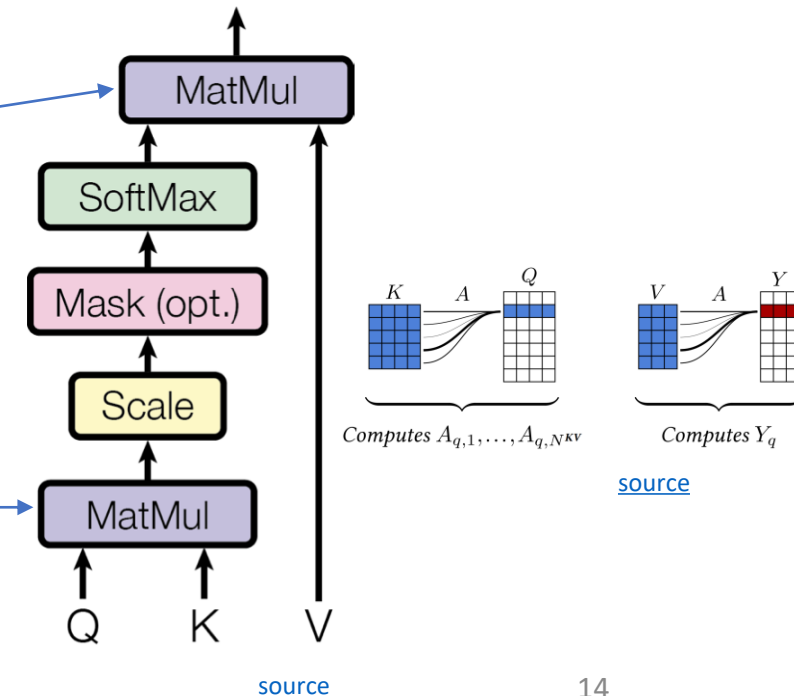 MatMul
SoftMax
Mask (opt.)
Scale
MatMul
Q K V
source
K A Q
Computes A_{q,1},...,A_{q,N^{KV}}
V A Y
Computes Y_q
source
14